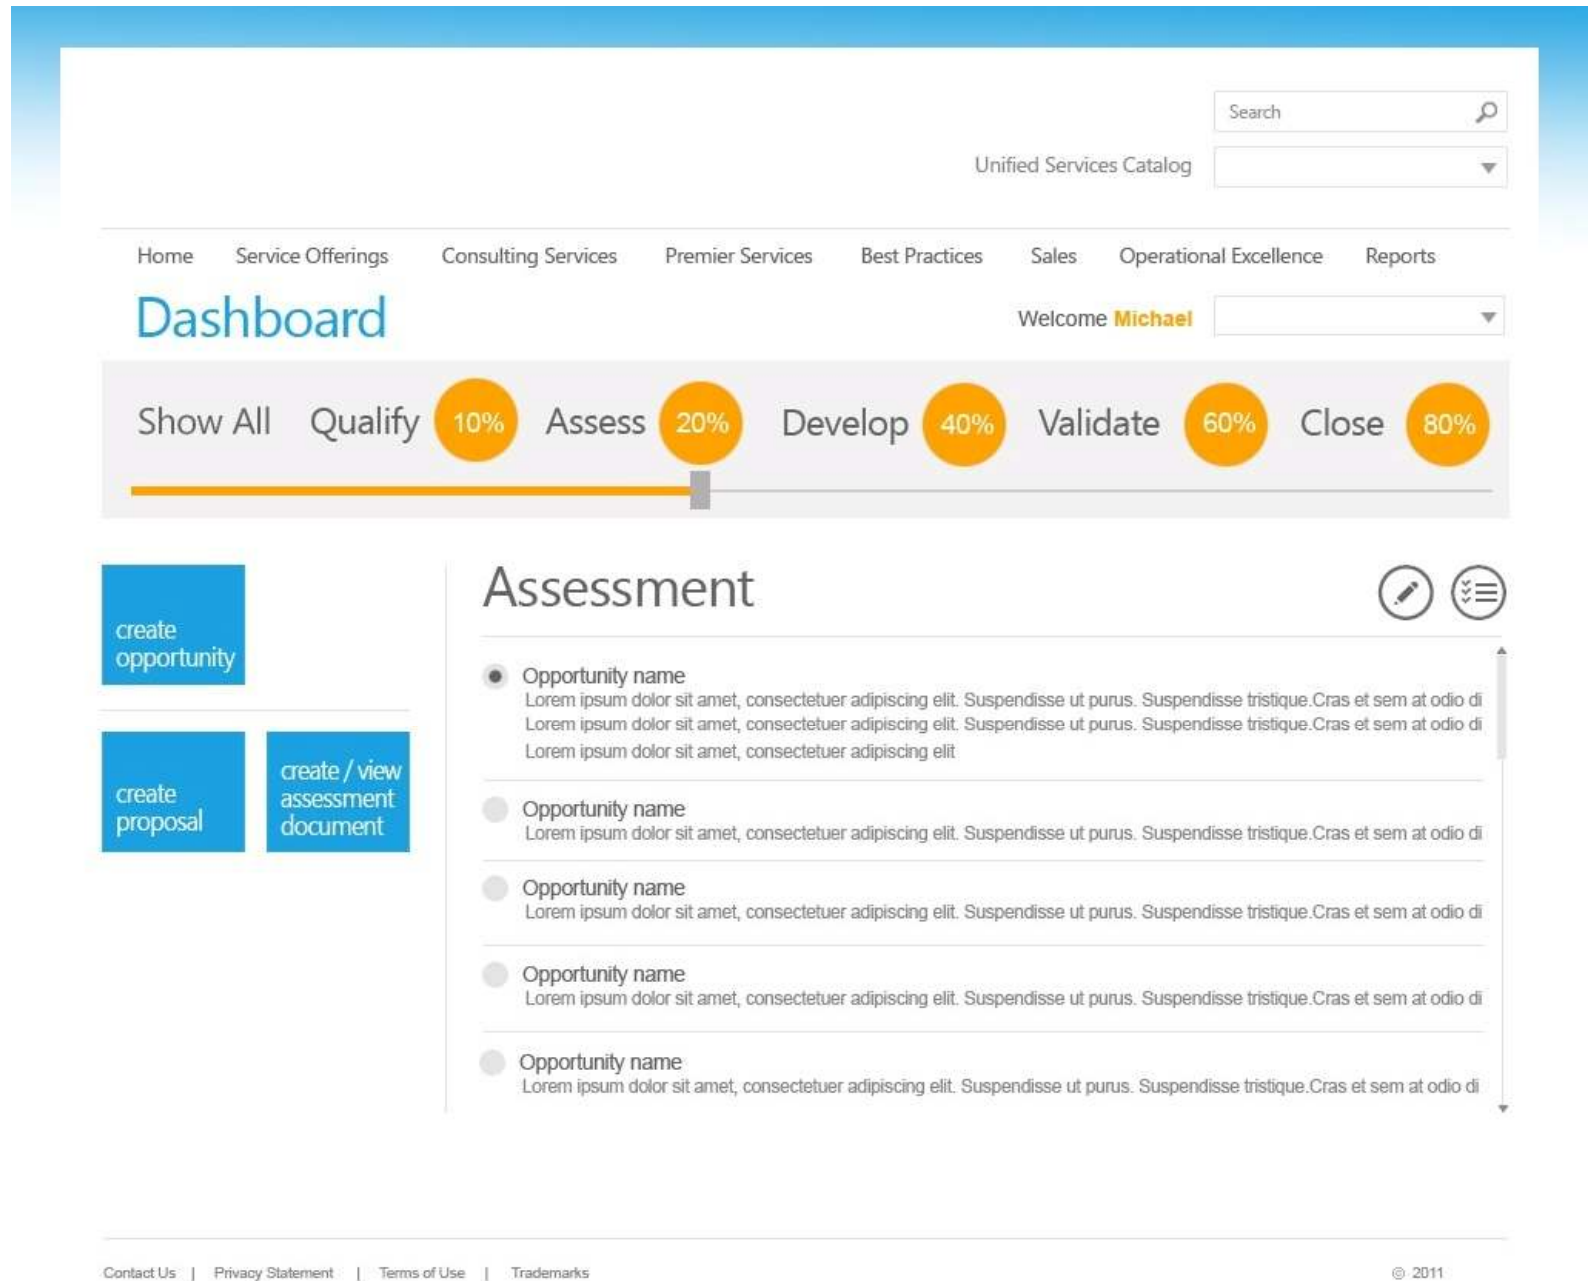 Search
Unified Services Catalog
Home Service Offerings Consulting Services Premier Services Best Practices Sales Operational Excellence Reports
Dashboard
Welcome Michael
Show All Qualify 10% Assess 20% Develop 40% Validate 60% Close 80%
create
opportunity
create
proposal
create / view
assessment
document
Assessment
Opportunity name
Lorem ipsum dolor sit amet, consectetuer adipiscing elit. Suspendisse ut purus. Suspendisse tristique.Cras et sem at odio di
Lorem ipsum dolor sit amet, consectetuer adipiscing elit. Suspendisse ut purus. Suspendisse tristique.Cras et sem at odio di
Lorem ipsum dolor sit amet, consectetuer adipiscing elit
Opportunity name
Lorem ipsum dolor sit amet, consectetuer adipiscing elit. Suspendisse ut purus. Suspendisse tristique.Cras et sem at odio di
Opportunity name
Lorem ipsum dolor sit amet, consectetuer adipiscing elit. Suspendisse ut purus. Suspendisse tristique.Cras et sem at odio di
Opportunity name
Lorem ipsum dolor sit amet, consectetuer adipiscing elit. Suspendisse ut purus. Suspendisse tristique.Cras et sem at odio di
Opportunity name
Lorem ipsum dolor sit amet, consectetuer adipiscing elit. Suspendisse ut purus. Suspendisse tristique.Cras et sem at odio di
Contact Us | Privacy Statement | Terms of Use | Trademarks
© 2011